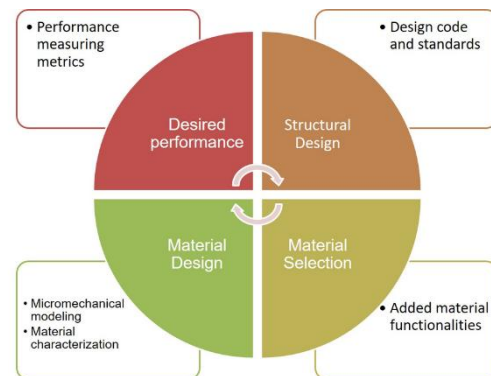 • Performance
measuring
metrics
• Design code
and standards
Desired
performance
Structural
Design
Material
Design
Material
Selection
• Micromechanical
modeling
• Material
characterization
• Added material
functionalities